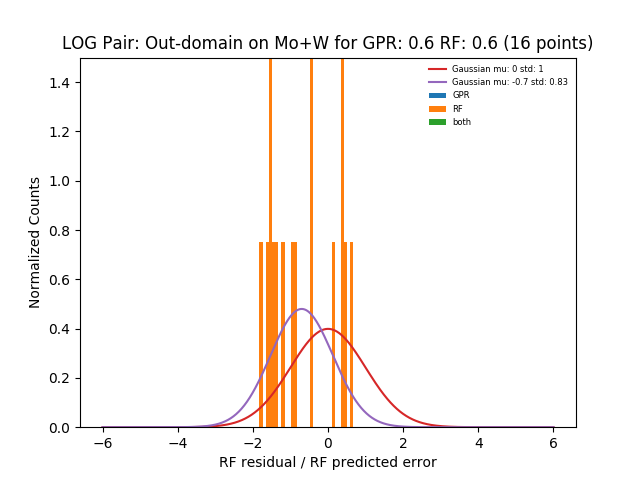 LOG Pair: Out-domain on Mo+W for GPR: 0.6 RF: 0.6 (16 points)
Gaussian mu: 0 std: 1
Gaussian mu: -0.7 std: 0.83
GPR
RF
both
Normalized Counts
1.4
1.2
1.0
0.8
0.6
0.4
0.2
0.0
−6 −4 −2 0 2 4 6
RF residual / RF predicted error